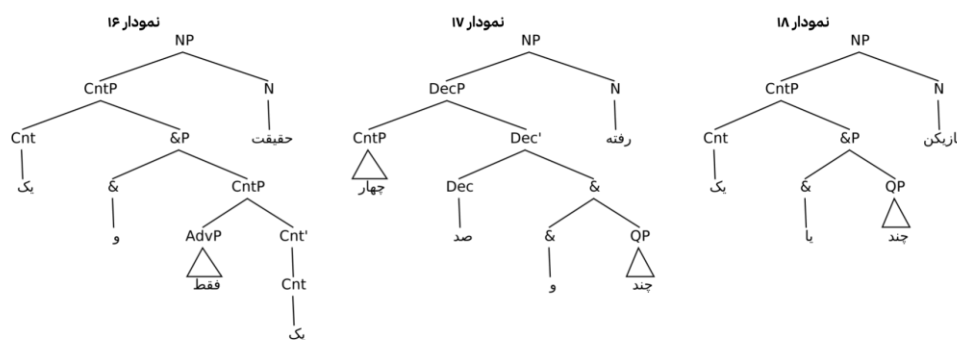 نمودار ۱۶
نمودار ۱۷
نمودار ۱۸
NP
NP
NP
CntP N
DecP N
CntP N
Cnt &P حقیقت
CntP Dec' رفته
Cnt &P بازیکن
یک & CntP
چهار Dec &
یک & QP
و AdvP Cnt'
صد & QP
یا چند
فقط Cnt
و چند
یک